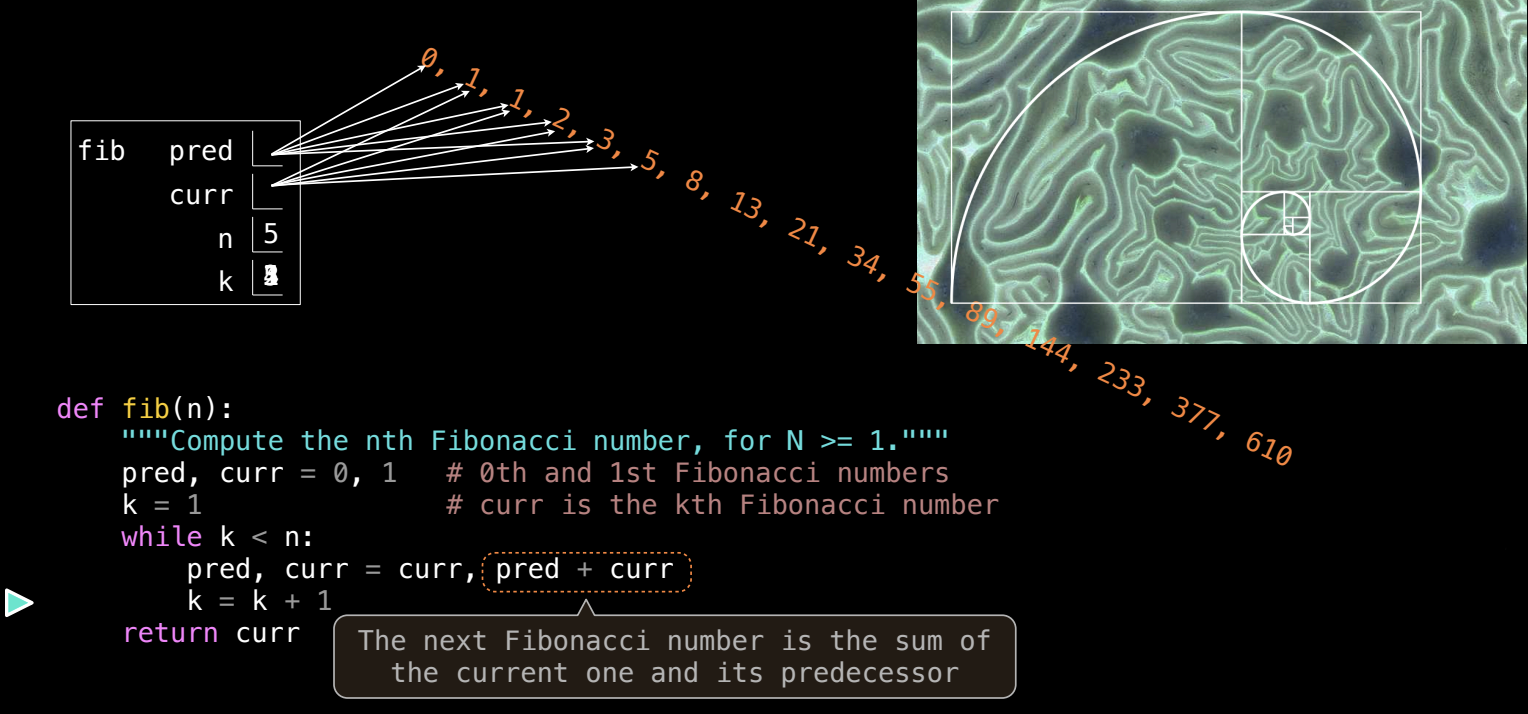 0, 1, 1, 2, 3, 5, 8, 13, 21, 34, 55, 89, 144, 233, 377, 610
fib pred
curr
n 5
k
def fib(n):
"""Compute the nth Fibonacci number, for N >= 1."""
pred, curr = 0, 1 # 0th and 1st Fibonacci numbers
k = 1 # curr is the kth Fibonacci number
while k < n:
pred, curr = curr, pred + curr
k = k + 1
return curr
The next Fibonacci number is the sum of
the current one and its predecessor